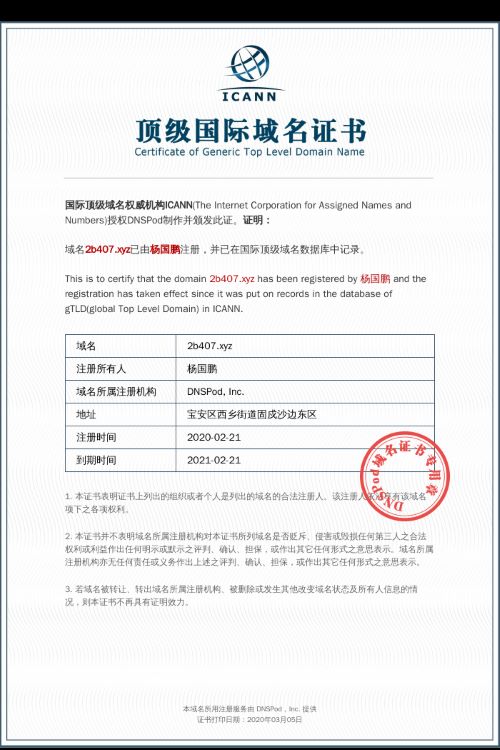 ICANN
顶级国际域名证书
Certificate of Generic Top Level Domain Name
国际顶级域名权威机构ICANN(The Internet Corporation for Assigned Names and
Numbers)授权DNSPod制作并颁发此证。证明：
域名2b407.xyz已由杨国鹏注册，并已在国际顶级域名数据库中记录。
This is to certify that the domain 2b407.xyz has been registered by 杨国鹏 and the
registration has taken effect since it was put on records in the database of
gTLD(global Top Level Domain) in ICANN.
域名 2b407.xyz
注册所有人 杨国鹏
域名所属注册机构 DNSPod, Inc.
地址 宝安区西乡街道固戍沙边东区
注册时间 2020-02-21
到期时间 2021-02-21
DNSPod域名证书专用章
1. 本证书表明证书上列出的组织或者个人是列出的域名的合法注册人。该注册人依法享有该域名
项下之各项权利。
2. 本证书并不表明域名所属注册机构对本证书所列域名是否贬斥、侵害或毁损任何第三人之合法
权利或利益作出任何明示或默示之评判、确认、担保，或作出其它任何形式之意思表示。域名所属
注册机构亦无任何责任或义务作出上述之评判、确认、担保，或作出其它任何形式之意思表示。
3. 若域名被转让、转出域名所属注册机构、被删除或发生其他改变域名状态及所有人信息的情
况，则本证书不再具有证明效力。
本域名所用注册服务由 DNSPod , Inc. 提供
证书打印日期：2020年03月05日